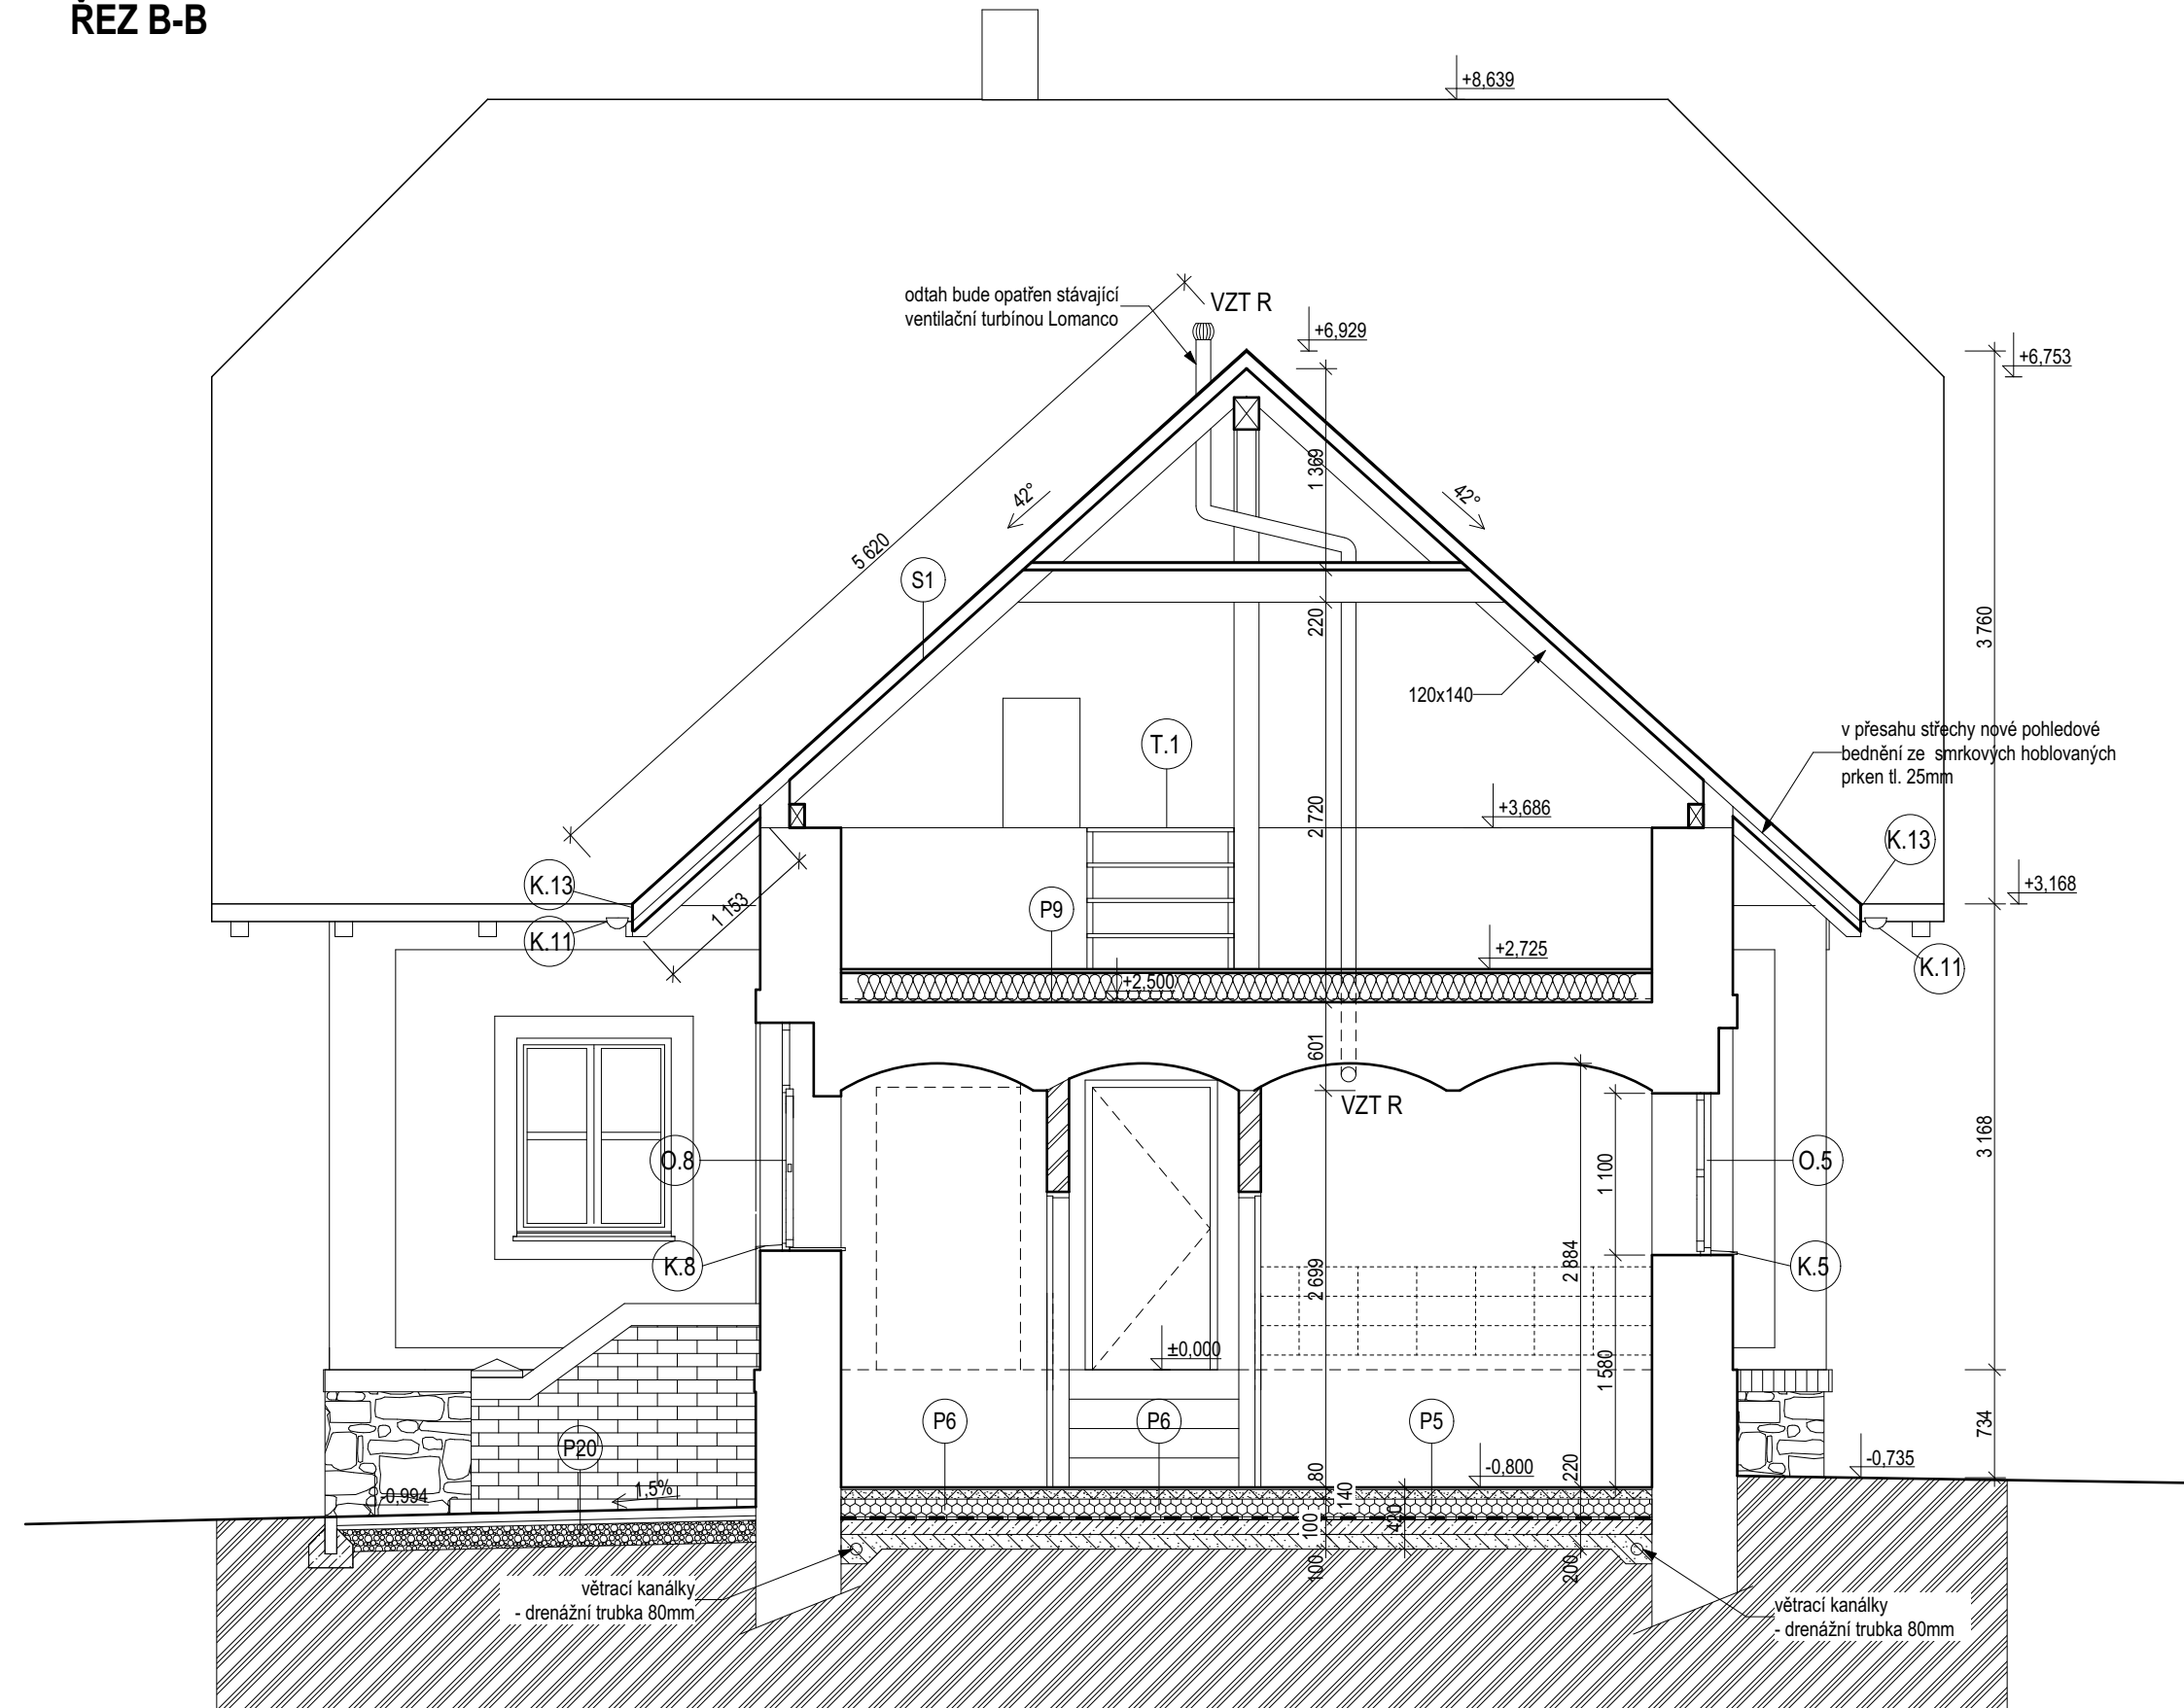 ŘEZ B-B
+8,639
odtah bude opatřen stávající
ventilační turbínou Lomanco
VZT R
+6,929
+6,753
1 369
42°
42°
5 620
S1
220
3 760
120x140
v přesahu střechy nové pohledové
bednění ze smrkových hoblovaných
prken tl. 25mm
T.1
2 720
+3,686
K.13
K.13
+3,168
1 153
P9
K.11
K.11
+2,725
+2,500
601
VZT R
O.8
1 100
O.5
3 168
K.8
2 699
2 884
K.5
±0,000
1 580
P6
P6
P5
734
P20
-0,994
1,5%
80
140
-0,800
220
-0,735
100
420
100
200
větrací kanálky
- drenážní trubka 80mm
větrací kanálky
- drenážní trubka 80mm